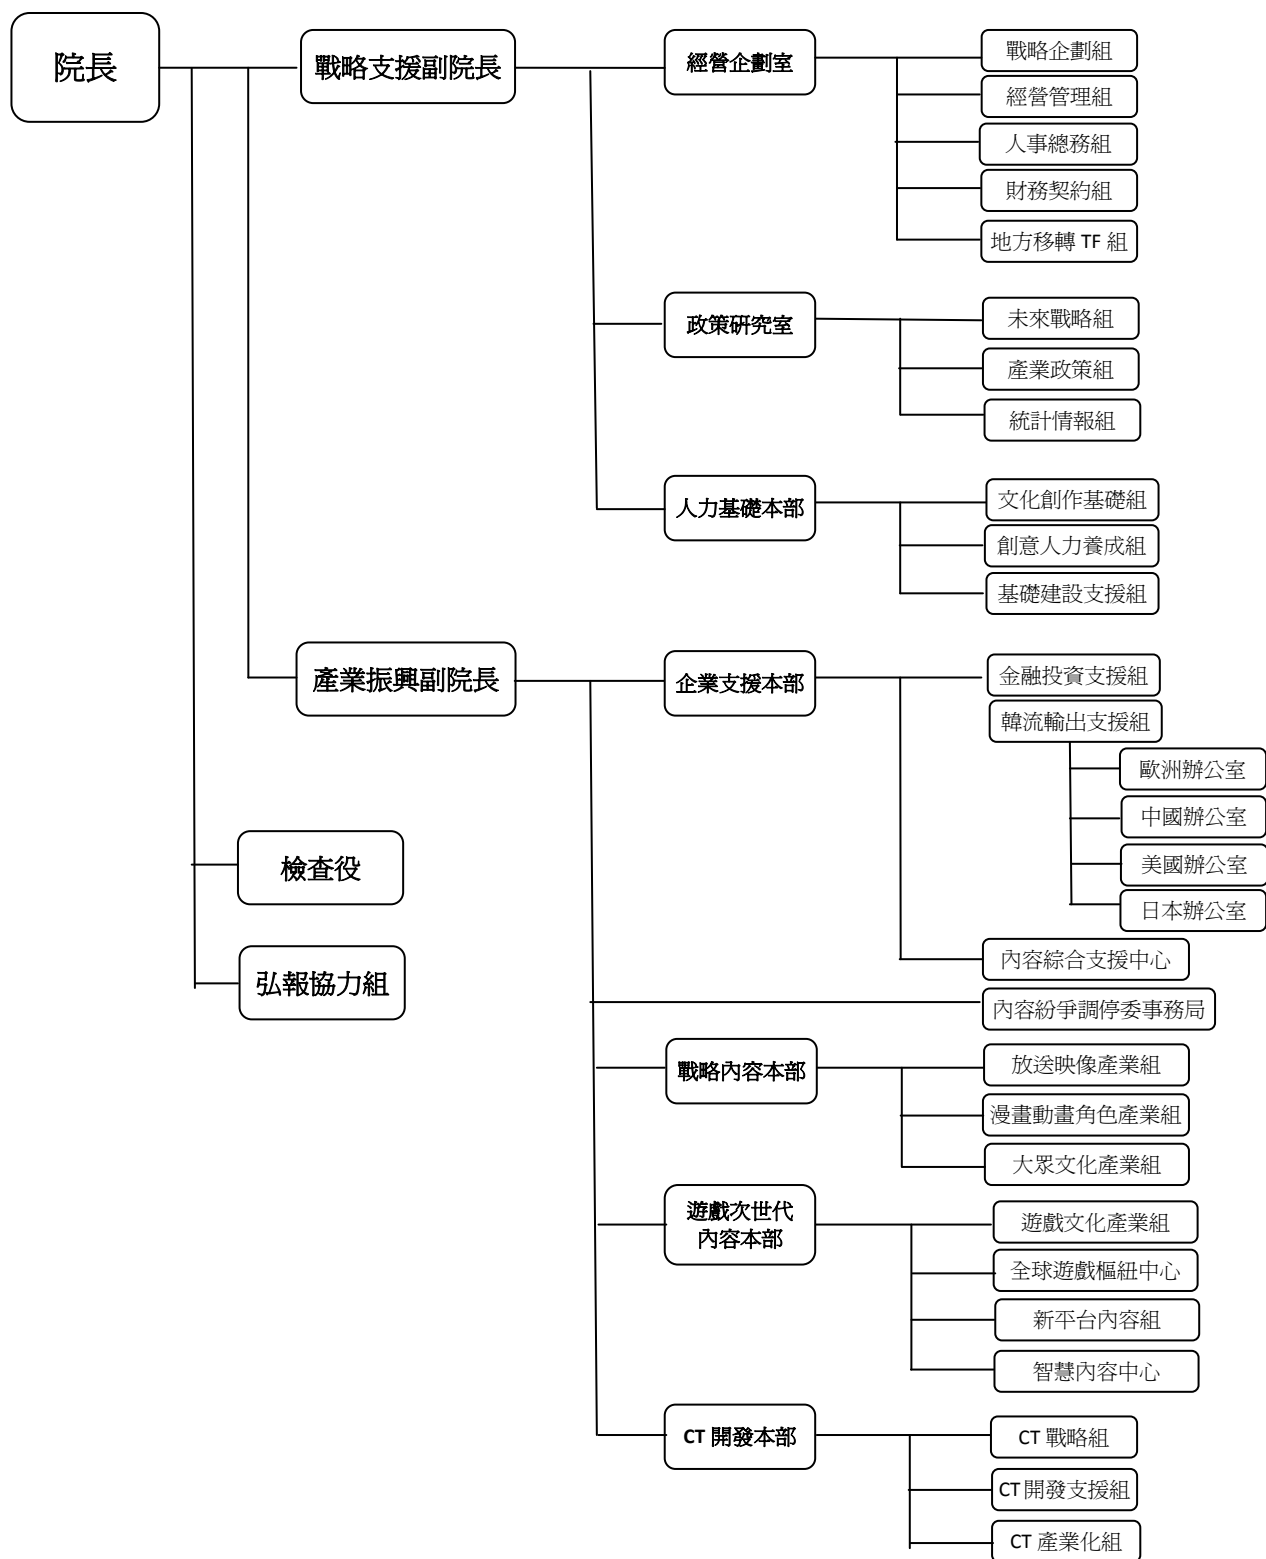 院長
戰略支援副院長
經營企劃室
戰略企劃組
經營管理組
人事總務組
財務契約組
地方移轉 TF 組
政策研究室
未來戰略組
產業政策組
統計情報組
人力基礎本部
文化創作基礎組
創意人力養成組
基礎建設支援組
產業振興副院長
企業支援本部
金融投資支援組
韓流輸出支援組
歐洲辦公室
中國辦公室
美國辦公室
日本辦公室
內容綜合支援中心
內容紛爭調停委事務局
戰略內容本部
放送映像產業組
漫畫動畫角色產業組
大眾文化產業組
遊戲次世代
內容本部
遊戲文化產業組
全球遊戲樞紐中心
新平台內容組
智慧內容中心
CT 開發本部
CT 戰略組
CT 開發支援組
CT 產業化組
檢查役
弘報協力組